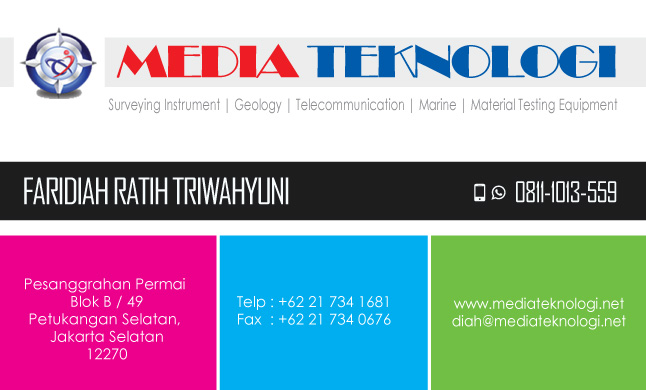 MEDIA TEKNOLOGI
Surveying Instrument | Geology | Telecommunication | Marine | Material Testing Equipment
FARIDIAH RATIH TRIWAHYUNI
0811-1013-559
Pesanggrahan Permai
Blok B / 49
Petukangan Selatan,
Jakarta Selatan
12270
Telp : +62 21 734 1681
Fax : +62 21 734 0676
www.mediateknologi.net
diah@mediateknologi.net